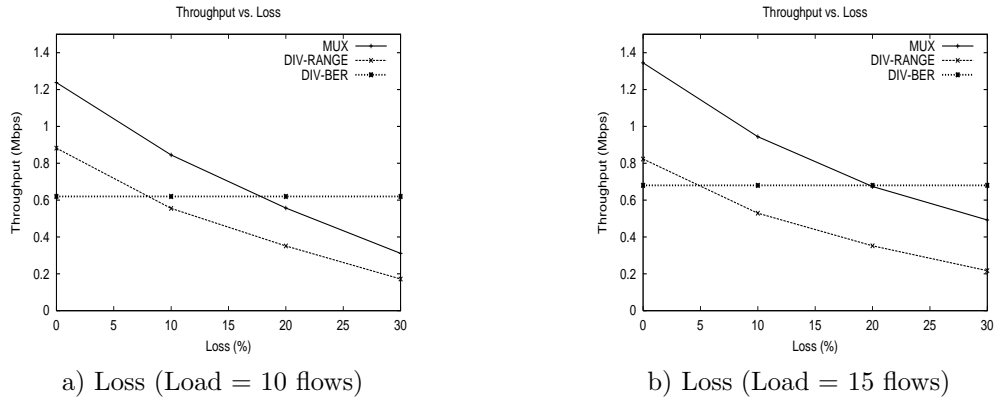 Throughput vs. Loss
Throughput (Mbps)
1.4
1.2
1
0.8
0.6
0.4
0.2
0
MUX
DIV-RANGE
DIV-BER
0 5 10 15 20 25 30
Loss (%)
a) Loss (Load = 10 flows)
Throughput vs. Loss
Throughput (Mbps)
1.4
1.2
1
0.8
0.6
0.4
0.2
0
MUX
DIV-RANGE
DIV-BER
0 5 10 15 20 25 30
Loss (%)
b) Loss (Load = 15 flows)